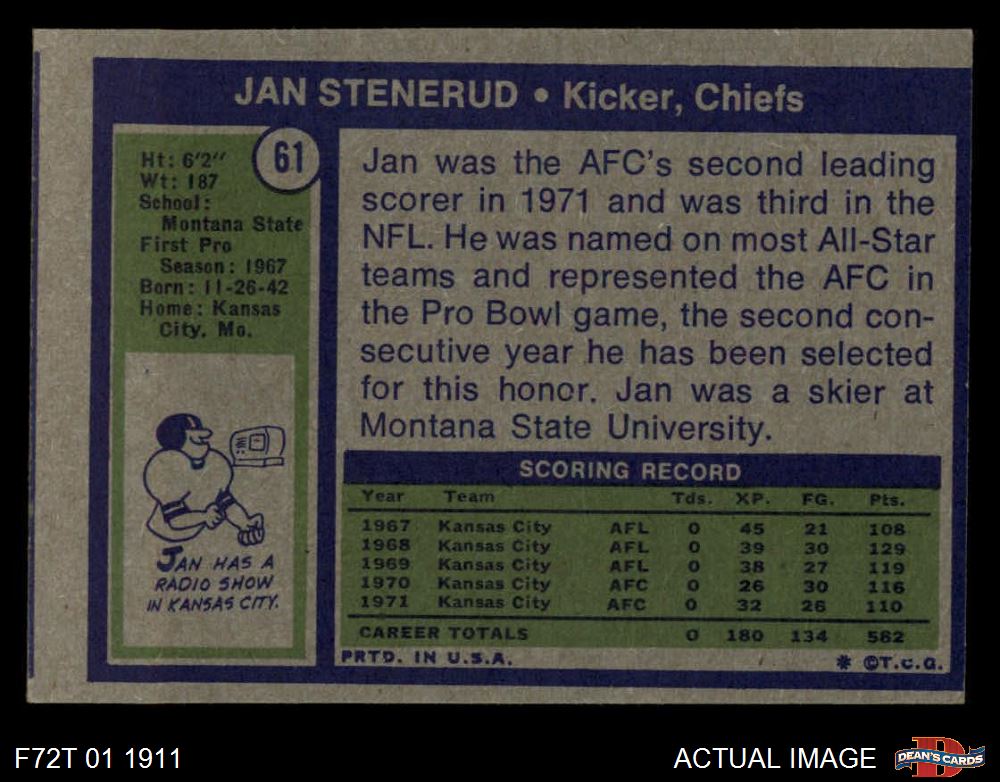 JAN STENERUD • Kicker, Chiefs
61
Ht: 6'2"
Wt: 187
School:
Montana State
First Pro
Season: 1967
Born: 11-26-42
Home: Kansas
City, Mo.
JAN HAS A
RADIO SHOW
IN KANSAS CITY.
Jan was the AFC's second leading
scorer in 1971 and was third in the
NFL. He was named on most All-Star
teams and represented the AFC in
the Pro Bowl game, the second con-
secutive year he has been selected
for this honor. Jan was a skier at
Montana State University.
SCORING RECORD
Year Team Tds. XP. FG. Pts.
1967 Kansas City AFL 0 45 21 108
1968 Kansas City AFL 0 39 30 129
1969 Kansas City AFL 0 38 27 119
1970 Kansas City AFC 0 26 30 116
1971 Kansas City AFC 0 32 26 110
CAREER TOTALS 0 180 134 582
PRTD. IN U.S.A. * ©T.C.G.
F72T 01 1911
ACTUAL IMAGE
D
DEAN'S CARDS